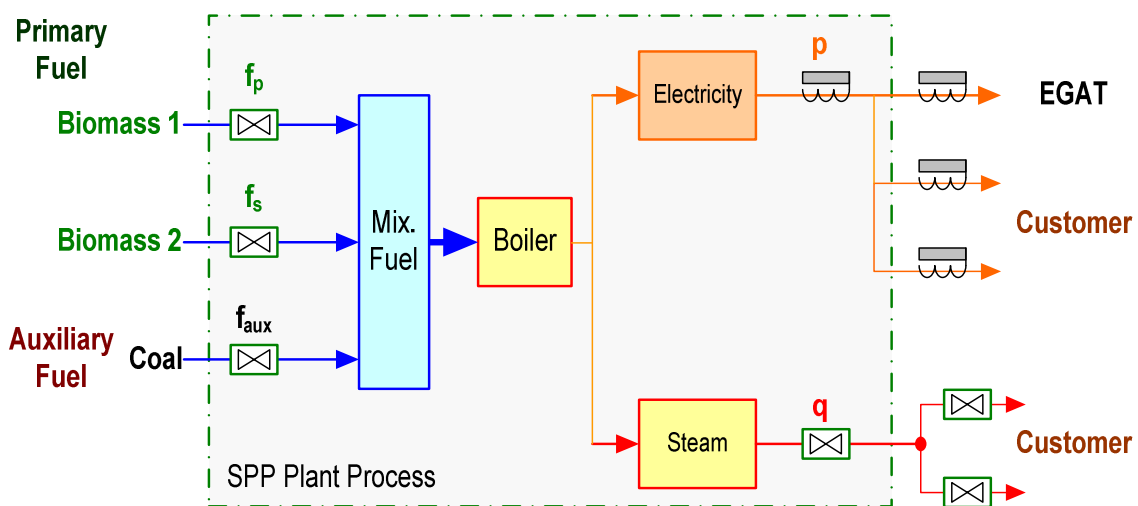 Primary
Fuel
Biomass 1
Biomass 2
Auxiliary
Fuel
Coal
fp
fs
faux
Mix.
Fuel
Boiler
Electricity
Steam
p
q
EGAT
Customer
Customer
SPP Plant Process